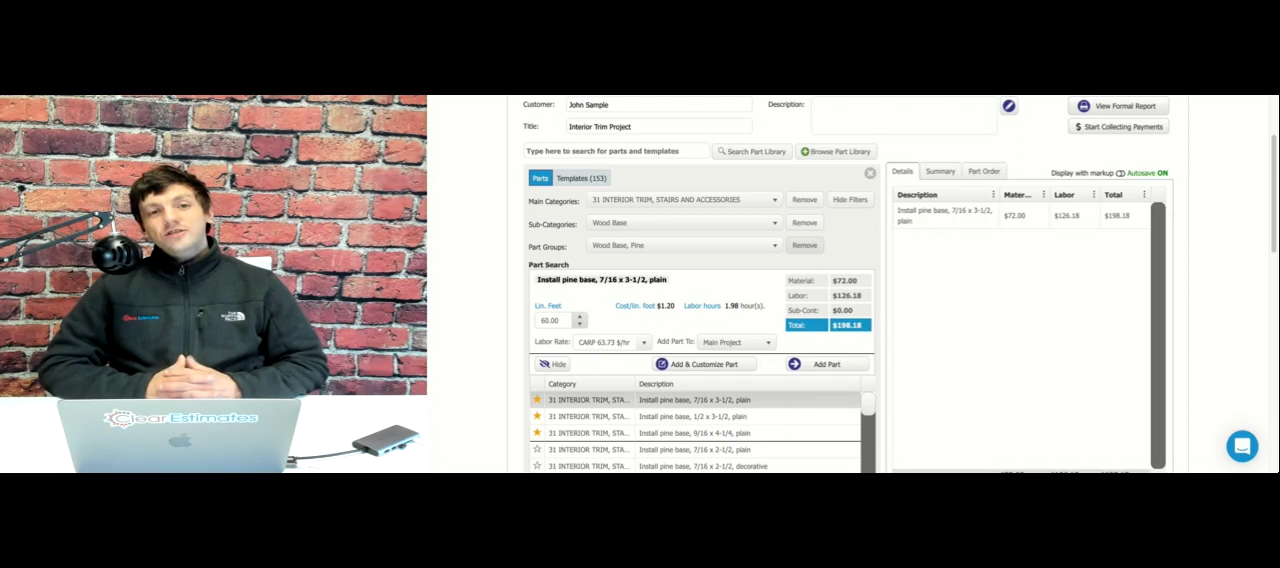 Clear Estimates
THE NORTH FACE
ClearEstimates
Customer: John Sample Description: View Formal Report
Title: Interior Trim Project $ Start Collecting Payments
Type here to search for parts and templates Search Part Library Browse Part Library
Parts Templates (153)
Main Categories: 31 INTERIOR TRIM, STAIRS AND ACCESSORIES Remove Hide Filters
Sub-Categories: Wood Base Remove
Part Groups: Wood Base, Pine Remove
Part Search
Install pine base, 7/16 x 3-1/2, plain
Material: $72.00
Labor: $126.18
Sub-Cont: $0.00
Total: $198.18
Lin. Feet Cost/lin. foot $1.20 Labor hours 1.98 hour(s).
60.00
Labor Rate: CARP 63.73 $/hr Add Part To: Main Project
Hide Add & Customize Part Add Part
Category Description
31 INTERIOR TRIM, STA... Install pine base, 7/16 x 3-1/2, plain
31 INTERIOR TRIM, STA... Install pine base, 1/2 x 3-1/2, plain
31 INTERIOR TRIM, STA... Install pine base, 9/16 x 4-1/4, plain
31 INTERIOR TRIM, STA... Install pine base, 7/16 x 2-1/2, plain
31 INTERIOR TRIM, STA... Install pine base, 7/16 x 2-1/2, decorative
Details Summary Part Order Display with markup Autosave ON
Description Mater... Labor Total
Install pine base, 7/16 x 3-1/2, $72.00 $126.18 $198.18
plain